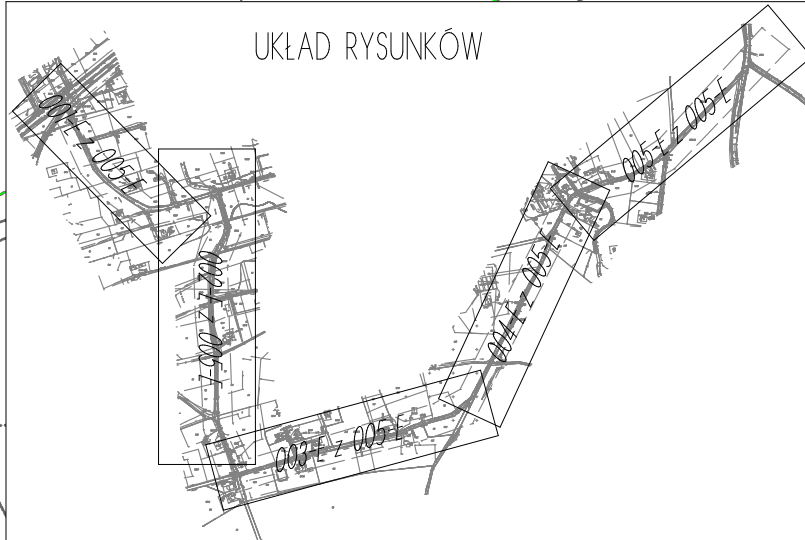 UKŁAD RYSUNKÓW
001-E z 005-E
002-E z 005-E
003-E z 005-E
004-E z 005-E
005-E z 005-E